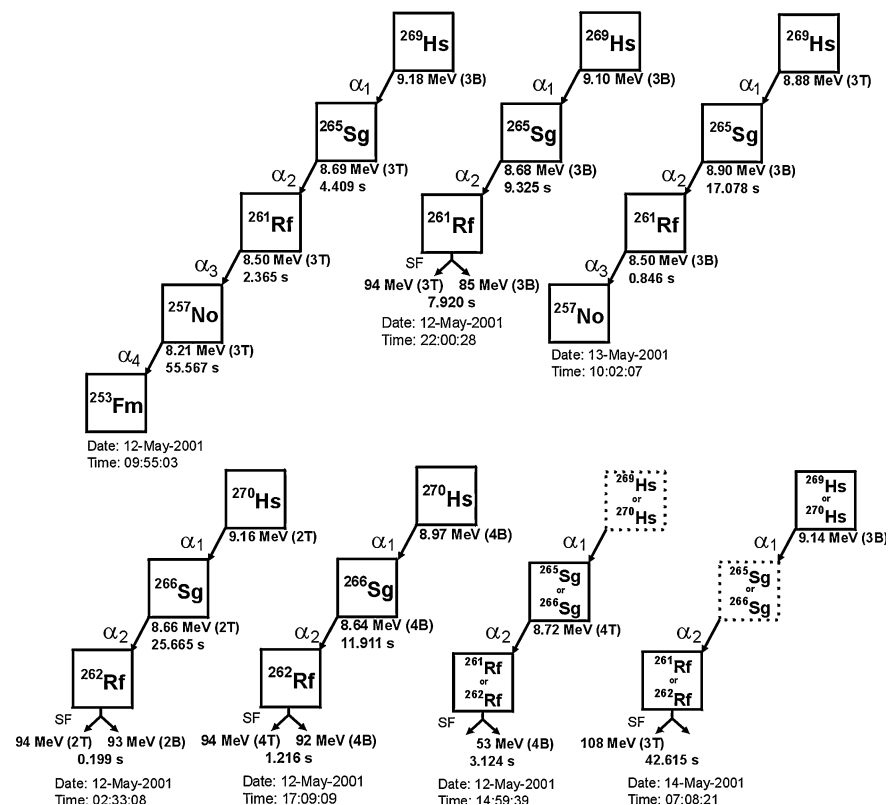 269Hs
9.18 MeV (3B)
α1
265Sg
8.69 MeV (3T)
4.409 s
α2
261Rf
8.50 MeV (3T)
2.365 s
α3
257No
8.21 MeV (3T)
55.567 s
α4
253Fm
Date: 12-May-2001
Time: 09:55:03
269Hs
9.10 MeV (3B)
α1
265Sg
8.68 MeV (3B)
9.325 s
α2
261Rf
SF
94 MeV (3T) 85 MeV (3B)
7.920 s
Date: 12-May-2001
Time: 22:00:28
269Hs
8.88 MeV (3T)
α1
265Sg
8.90 MeV (3B)
17.078 s
α2
261Rf
8.50 MeV (3B)
0.846 s
α3
257No
Date: 13-May-2001
Time: 10:02:07
270Hs
9.16 MeV (2T)
α1
266Sg
8.66 MeV (2T)
25.665 s
α2
262Rf
SF
94 MeV (2T) 93 MeV (2B)
0.199 s
Date: 12-May-2001
Time: 02:33:08
270Hs
8.97 MeV (4B)
α1
266Sg
8.64 MeV (4B)
11.911 s
α2
262Rf
SF
94 MeV (4T) 92 MeV (4B)
1.216 s
Date: 12-May-2001
Time: 17:09:09
269Hs
or
270Hs
α1
265Sg
or
266Sg
8.72 MeV (4T)
α2
261Rf
or
262Rf
SF
53 MeV (4B)
3.124 s
Date: 12-May-2001
Time: 14:59:39
269Hs
or
270Hs
9.14 MeV (3B)
α1
265Sg
or
266Sg
α2
261Rf
or
262Rf
SF
108 MeV (3T)
42.615 s
Date: 14-May-2001
Time: 07:08:21